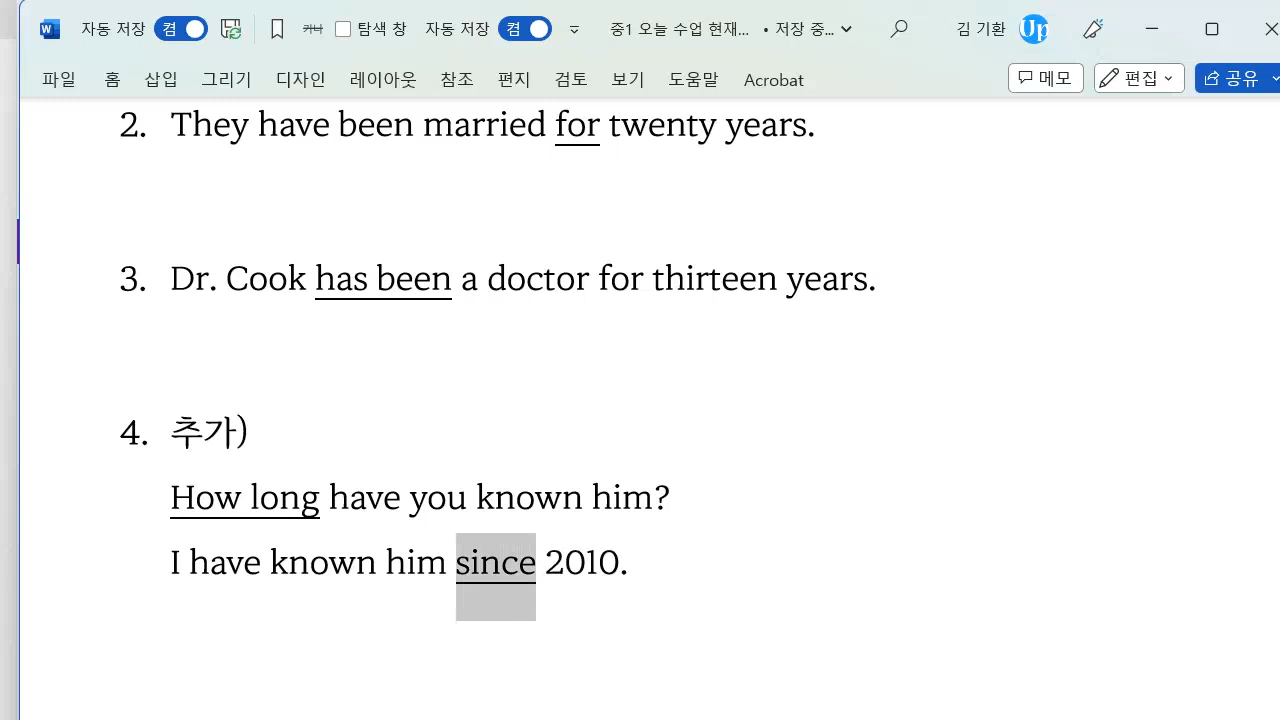 자동 저장 켬 가나 탐색 창 자동 저장 켬 중1 오늘 수업 현재... • 저장 중... 김 기환 Up
파일 홈 삽입 그리기 디자인 레이아웃 참조 편지 검토 보기 도움말 Acrobat 메모 편집 공유
2. They have been married for twenty years.
3. Dr. Cook has been a doctor for thirteen years.
4. 추가)
How long have you known him?
I have known him since 2010.